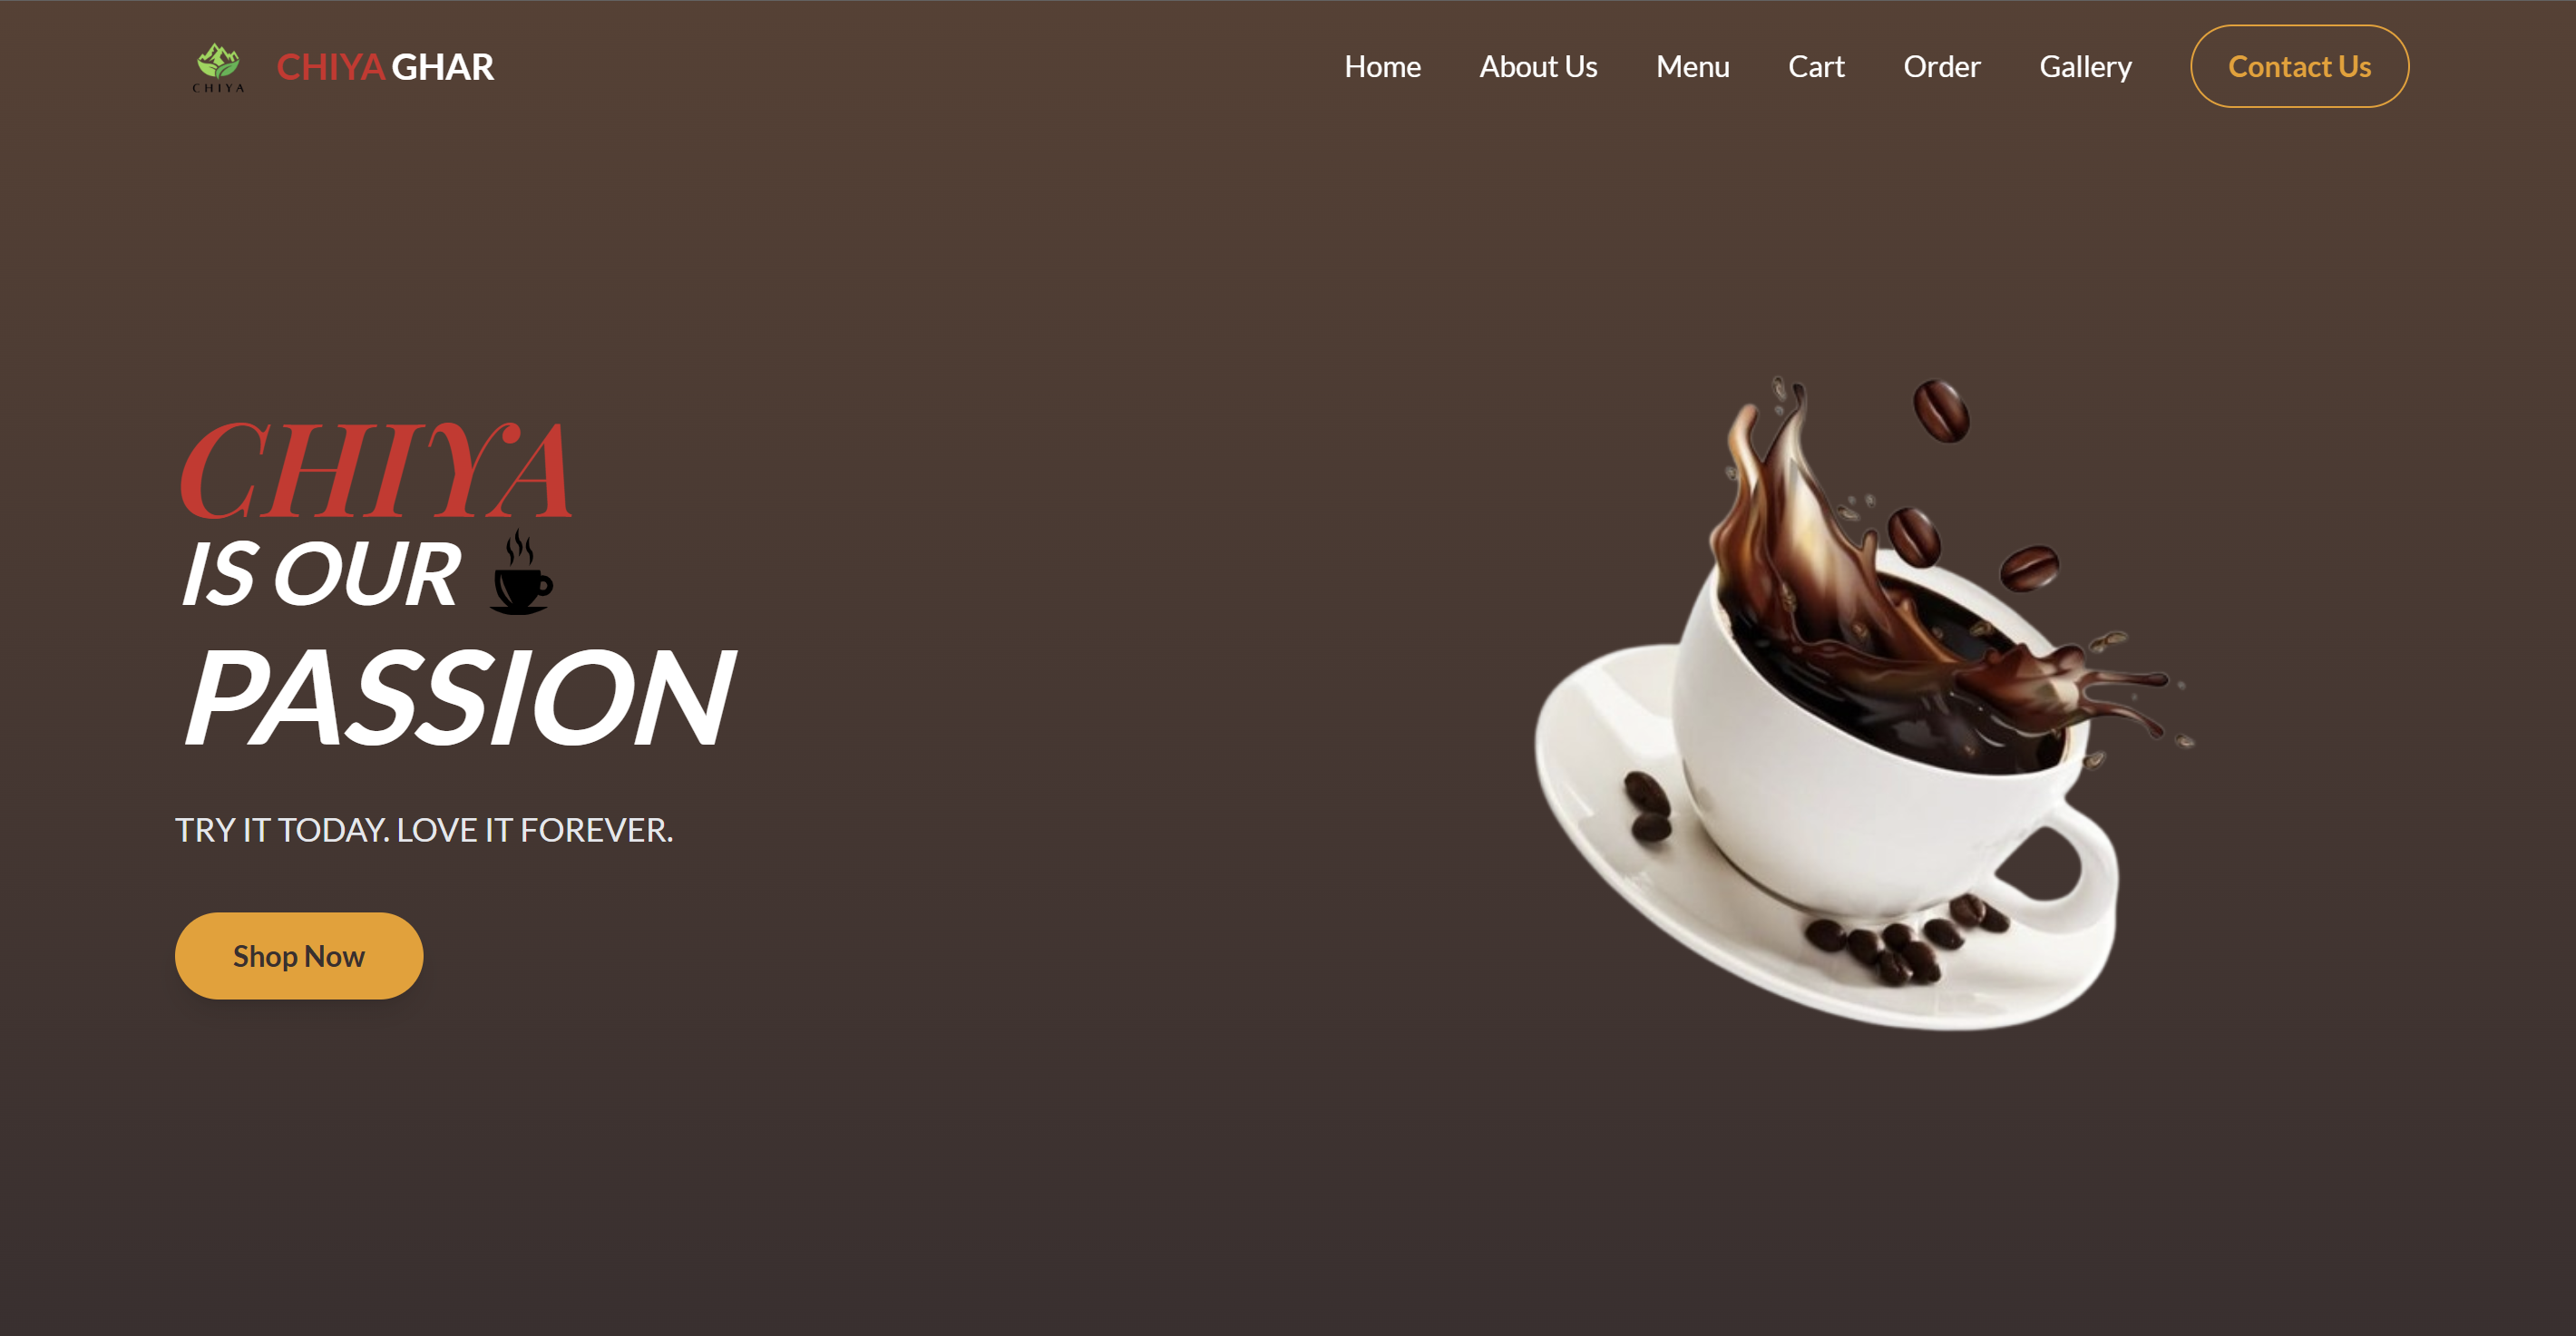 CHIYA
CHIYA GHAR
Home
About Us
Menu
Cart
Order
Gallery
Contact Us
CHIYA
IS OUR
PASSION
TRY IT TODAY. LOVE IT FOREVER.
Shop Now